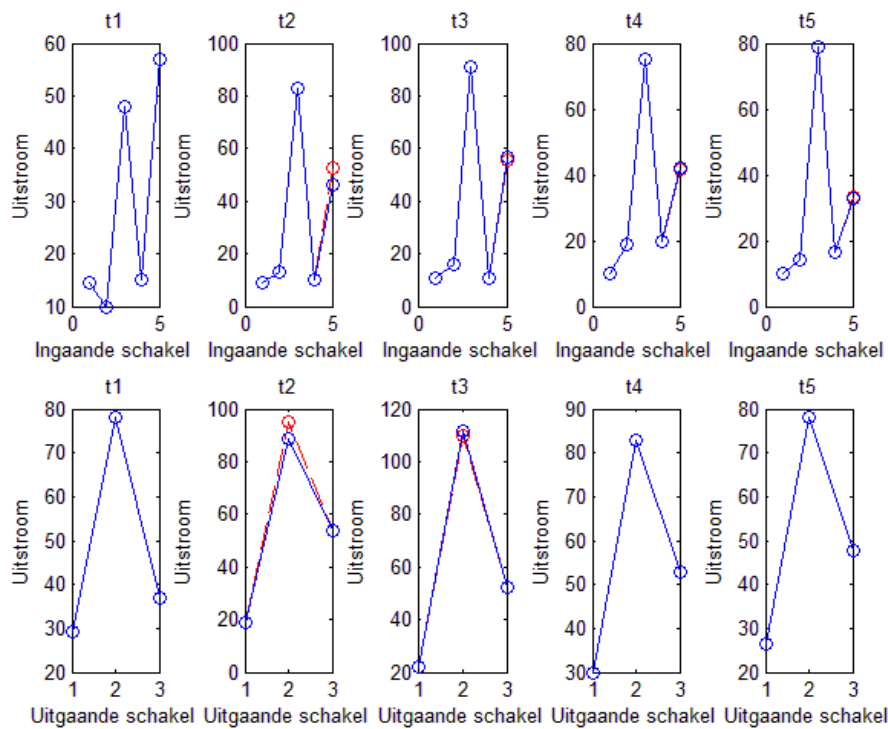 t1 t2 t3 t4 t5
60 100 100 80 80
50 80 80 60 60
40 60 60 40 40
30 40 40 20 20
20 20 20 0 0
10 0 0
Uitstroom Uitstroom Uitstroom Uitstroom Uitstroom
0 5 0 5 0 5 0 5 0 5
Ingaande schakel Ingaande schakel Ingaande schakel Ingaande schakel Ingaande schakel
t1 t2 t3 t4 t5
80 100 120 90 80
70 80 100 80 70
60 60 80 70 60
50 40 60 60 50
40 20 40 50 40
30 0 20 40 30
20 30 20
Uitstroom Uitstroom Uitstroom Uitstroom Uitstroom
1 2 3 1 2 3 1 2 3 1 2 3 1 2 3
Uitgaande schakel Uitgaande schakel Uitgaande schakel Uitgaande schakel Uitgaande schakel